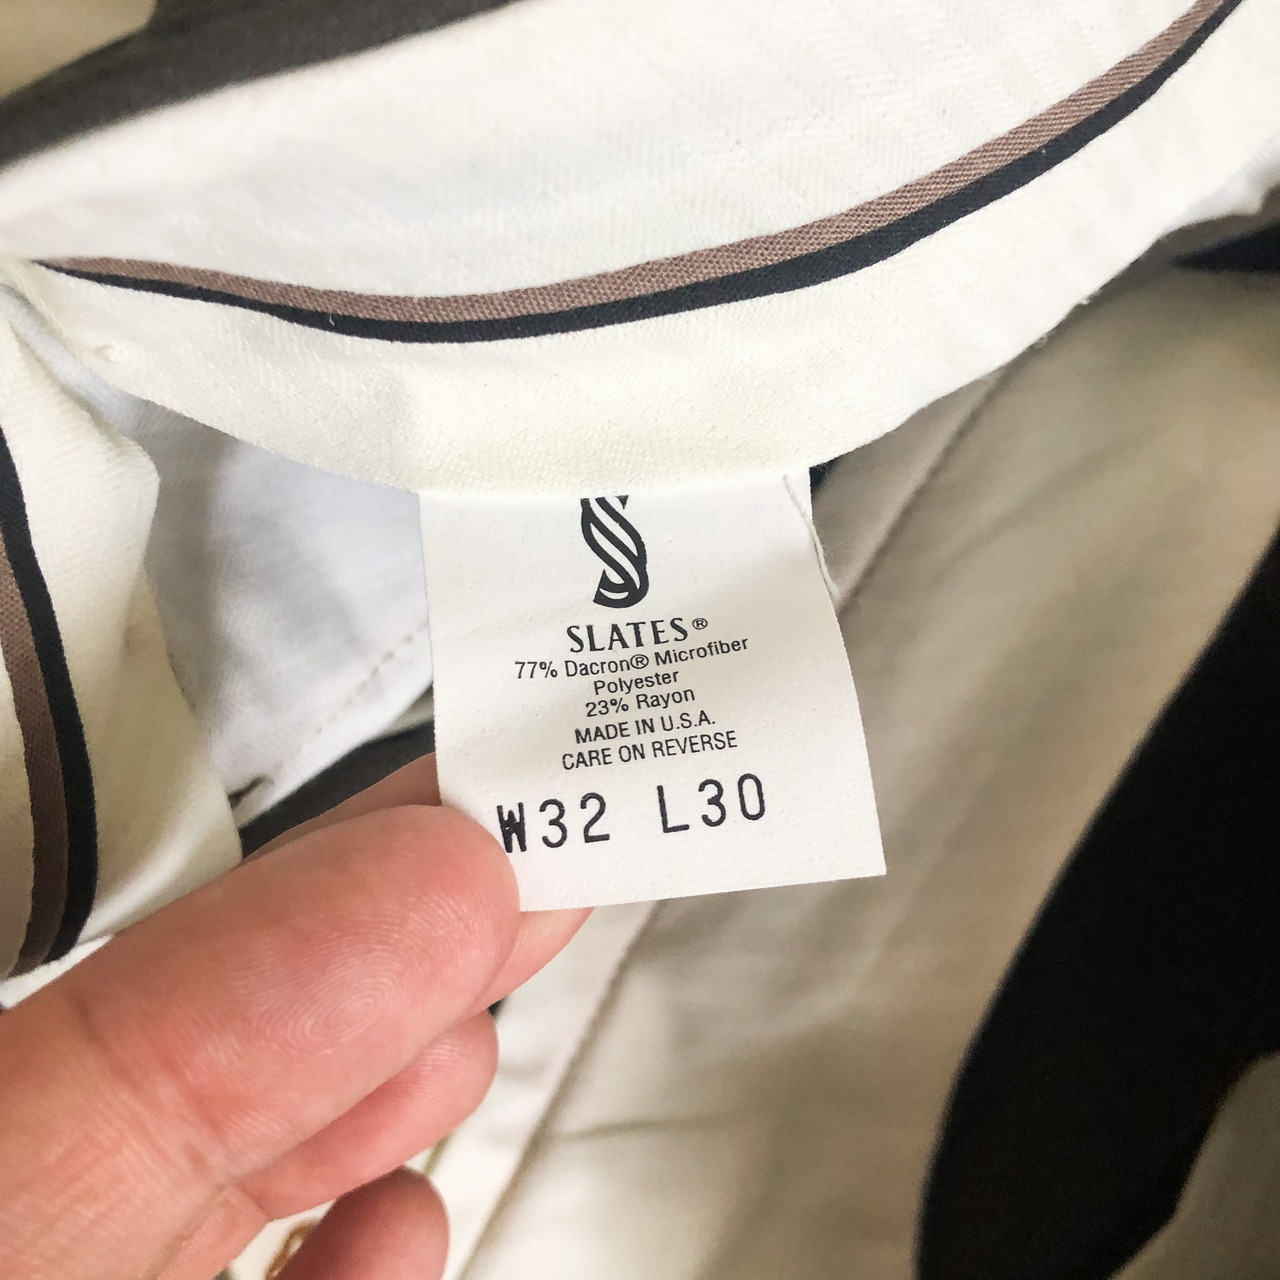 SLATES®
77% Dacron® Microfiber
Polyester
23% Rayon
MADE IN U.S.A.
CARE ON REVERSE
W32 L30